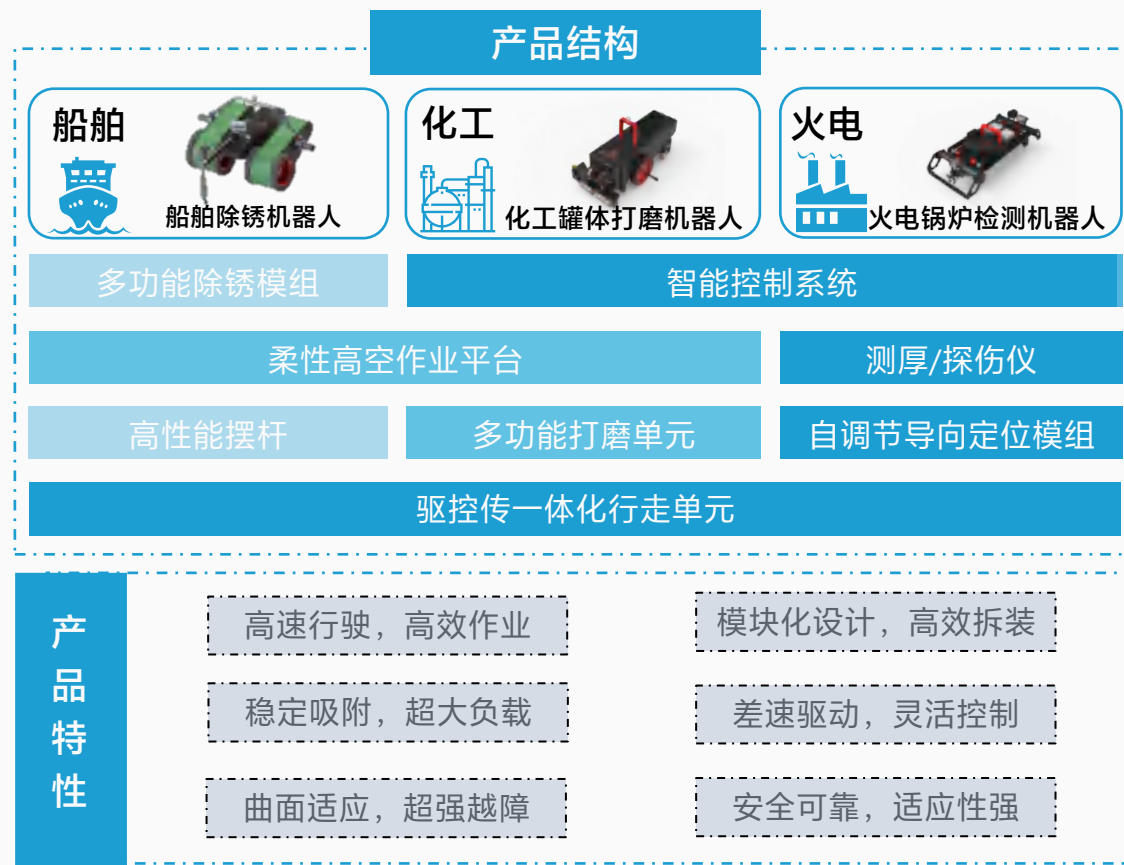 产品结构
船舶
船舶除锈机器人
化工
化工罐体打磨机器人
火电
火电锅炉检测机器人
多功能除锈模组
智能控制系统
柔性高空作业平台
测厚/探伤仪
高性能摆杆
多功能打磨单元
自调节导向定位模组
驱控传一体化行走单元
产品特性
高速行驶，高效作业
模块化设计，高效拆装
稳定吸附，超大负载
差速驱动，灵活控制
曲面适应，超强越障
安全可靠，适应性强